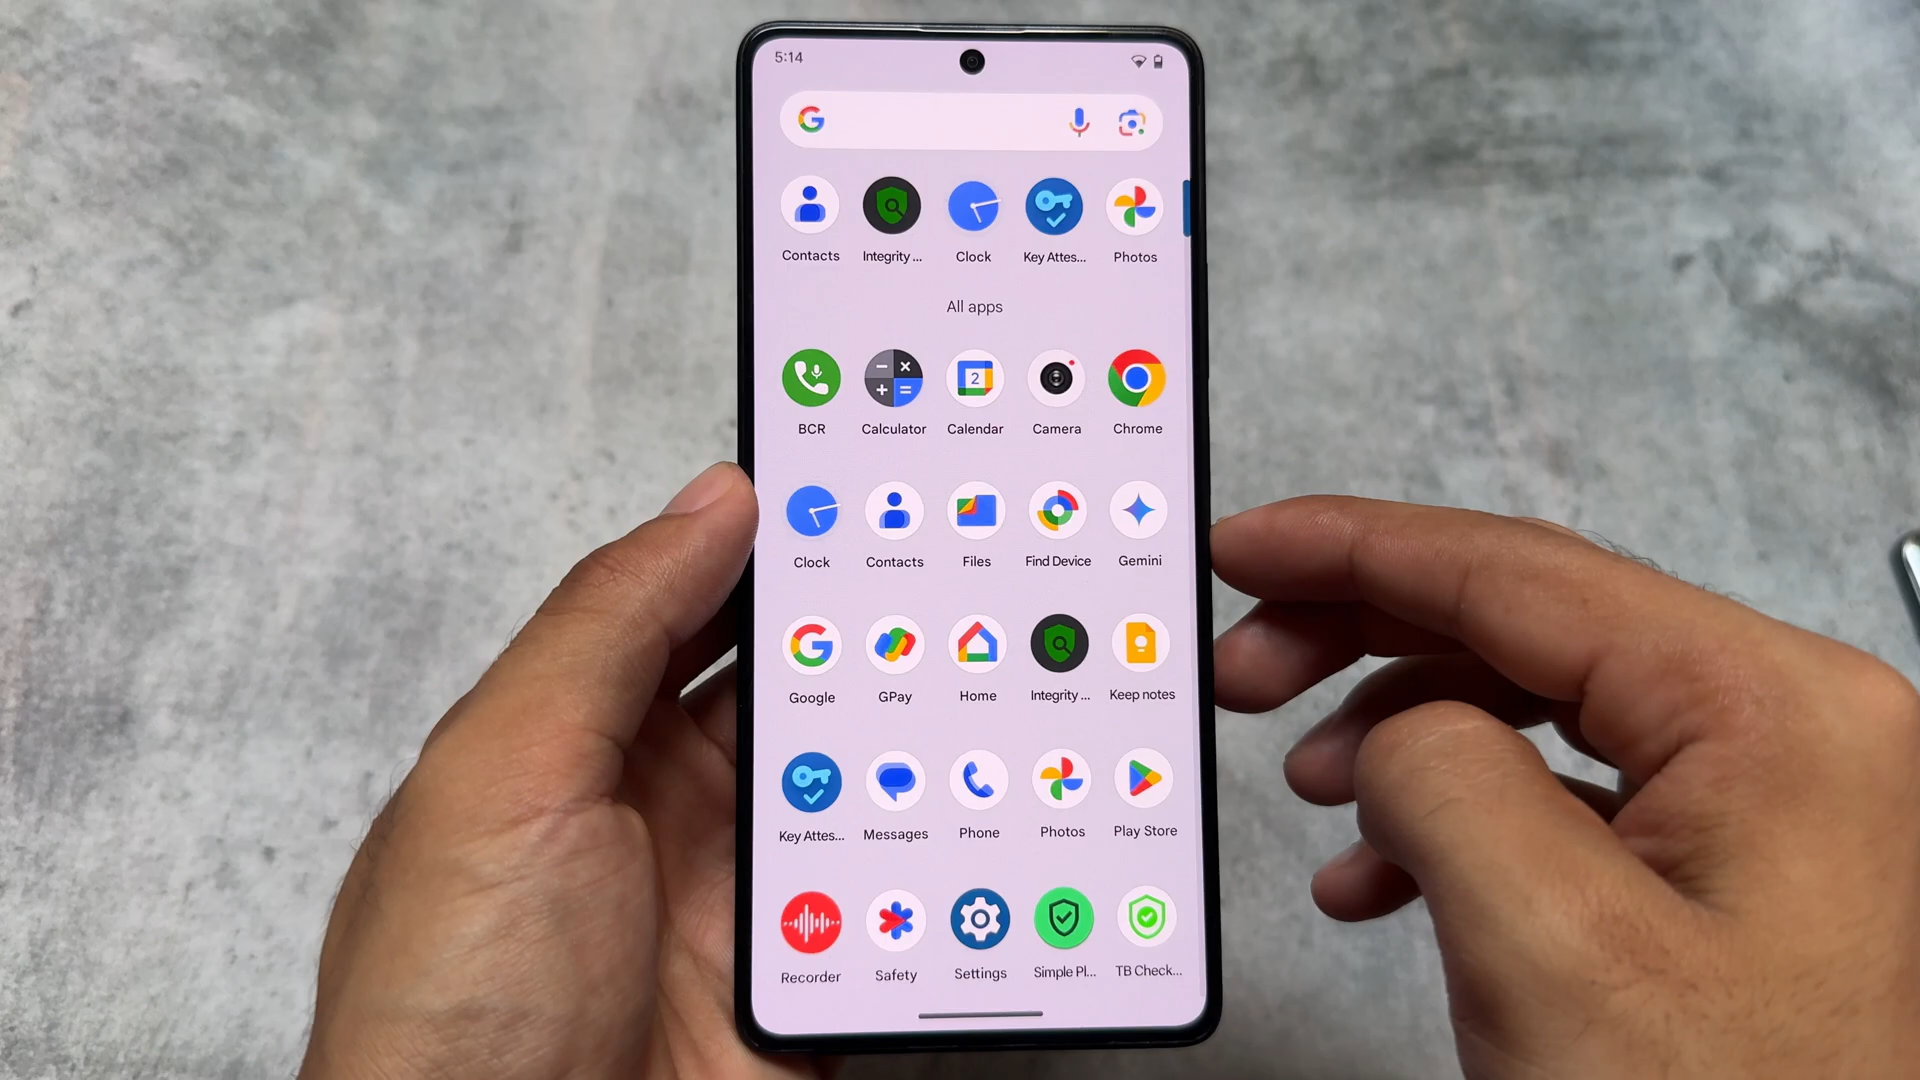 5:14
Contacts Integrity ... Clock Key Attes... Photos
All apps
BCR Calculator Calendar Camera Chrome
2
Clock Contacts Files Find Device Gemini
Google GPay Home Integrity ... Keep notes
Key Attes... Messages Phone Photos Play Store
Recorder Safety Settings Simple Pl... TB Check...